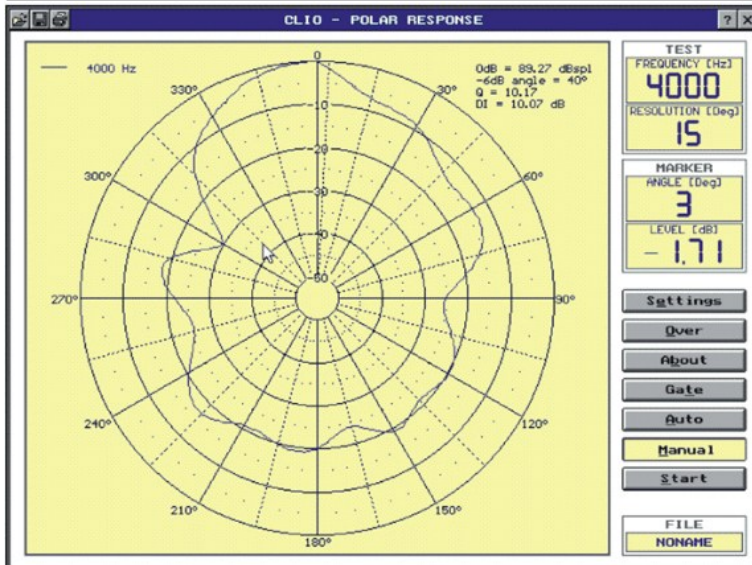 CLIO - POLAR RESPONSE
? X
4000 Hz
0dB = 89.27 dBspl
-6dB angle = 40°
Q = 10.17
DI = 10.07 dB
0
330°
30°
-10
300°
-20
60°
-30
-40
-50
270°
90°
240°
120°
210°
150°
180°
TEST
FREQUENCY [Hz]
4000
RESOLUTION [Deg]
15
MARKER
ANGLE [Deg]
3
LEVEL [dB]
- 1.71
Settings
Over
About
Gate
Auto
Manual
Start
FILE
NONAME